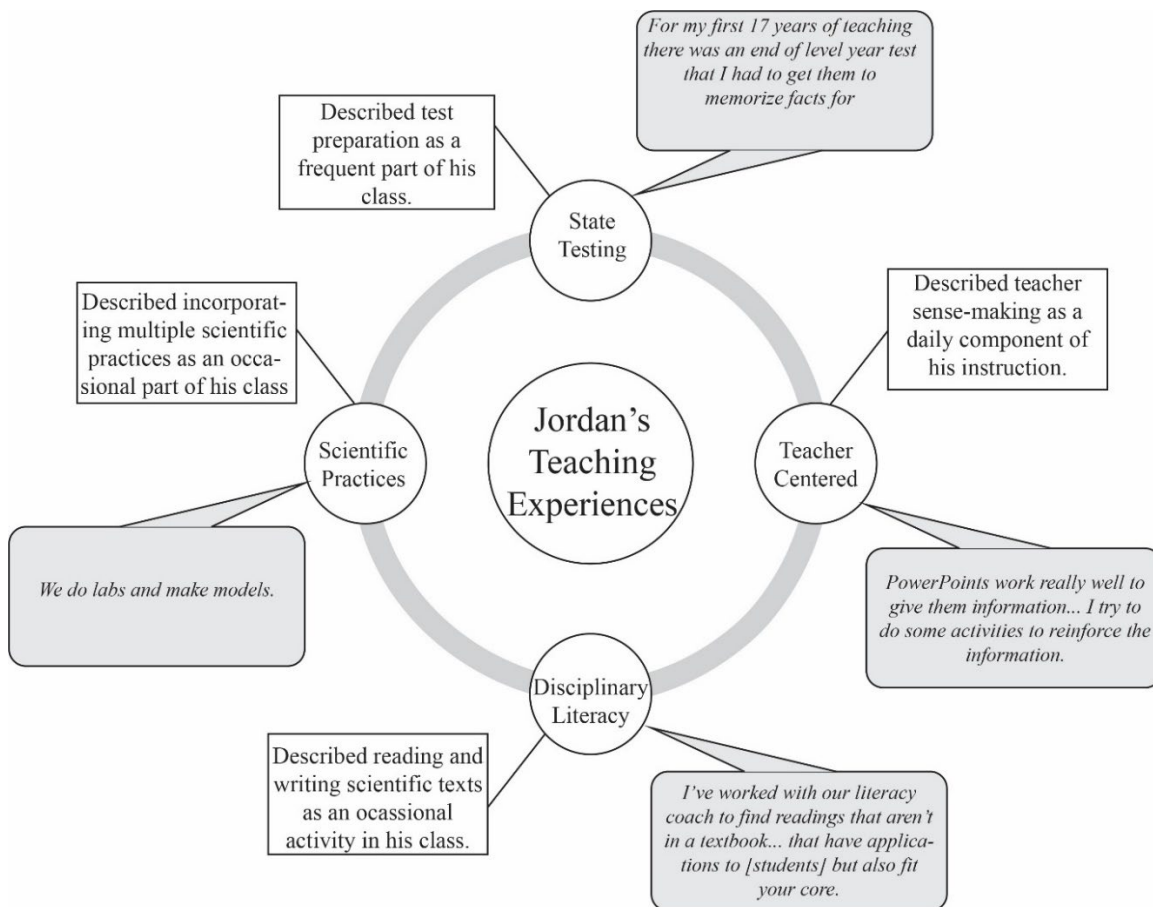 For my first 17 years of teaching
there was an end of level year test
that I had to get them to
memorize facts for
Described test
preparation as a
frequent part of his
class.
State
Testing
Described incorporat-
ing multiple scientific
practices as an occa-
sional part of his class
Described teacher
sense-making as a
daily component of
his instruction.
Jordan’s
Teaching
Experiences
Scientific
Practices
Teacher
Centered
We do labs and make models.
PowerPoints work really well to
give them information... I try to
do some activities to reinforce the
information.
Disciplinary
Literacy
Described reading and
writing scientific texts
as an ocassional
activity in his class.
I’ve worked with our literacy
coach to find readings that aren’t
in a textbook... that have applica-
tions to [students] but also fit
your core.